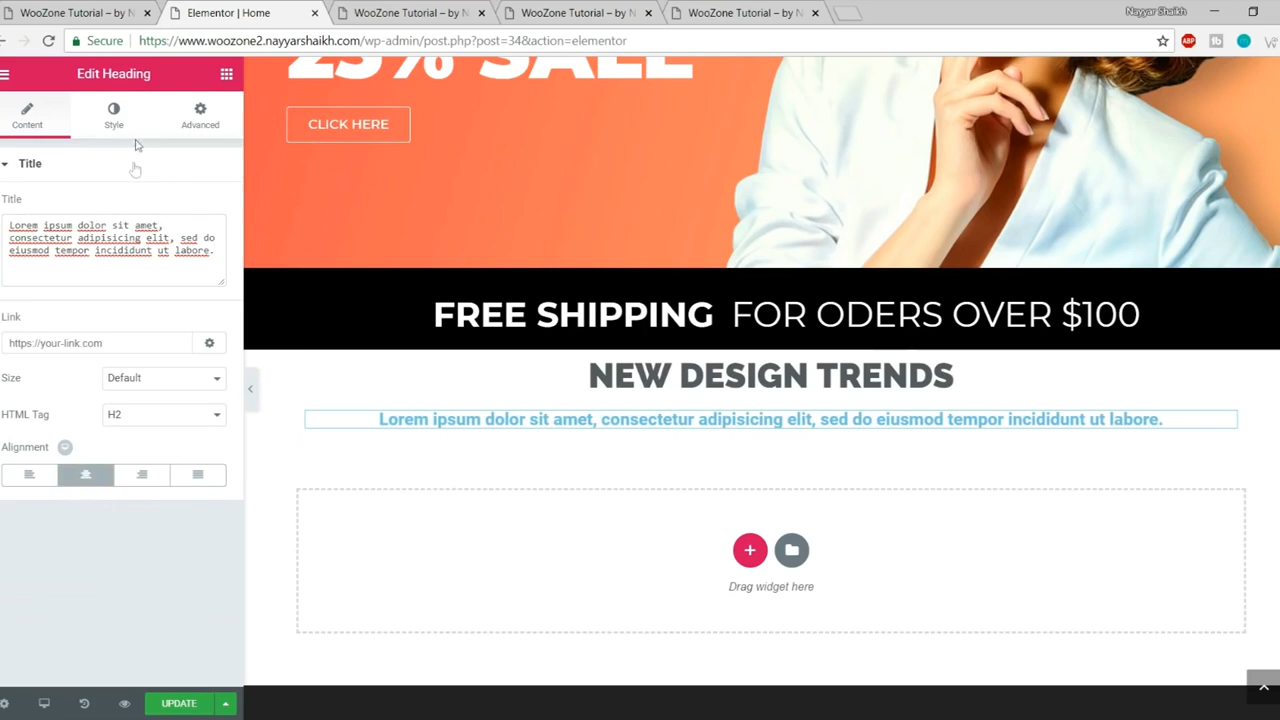 WooZone Tutorial – by N
Elementor | Home
WooZone Tutorial – by N
WooZone Tutorial – by N
WooZone Tutorial – by N
Nayyar Shaikh
Secure
https://www.woozone2.nayyarshaikh.com/wp-admin/post.php?post=34&action=elementor
ABP
Edit Heading
Content
Style
Advanced
Title
Title
Lorem ipsum dolor sit amet,
consectetur adipisicing elit, sed do
eiusmod tempor incididunt ut labore.
Link
https://your-link.com
Size
Default
HTML Tag
H2
Alignment
UPDATE
25% SALE
CLICK HERE
FREE SHIPPING FOR ODERS OVER $100
NEW DESIGN TRENDS
Lorem ipsum dolor sit amet, consectetur adipisicing elit, sed do eiusmod tempor incididunt ut labore.
Drag widget here